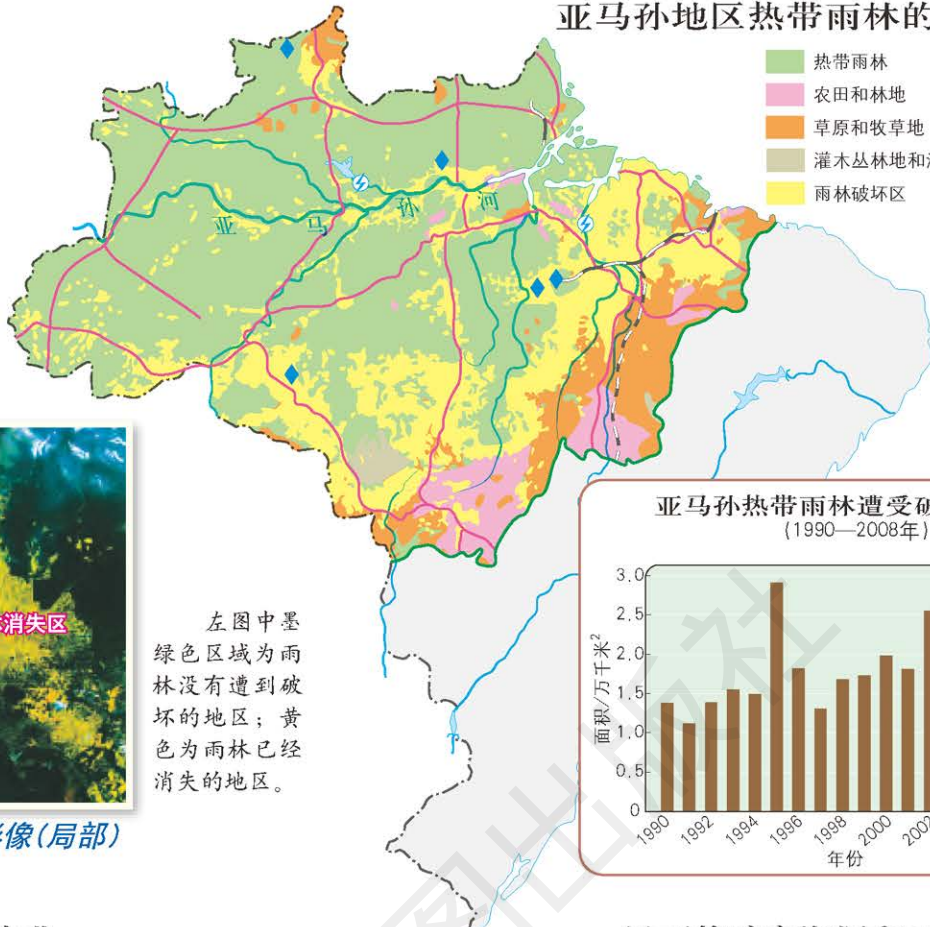 亚马孙地区热带雨林的
热带雨林
农田和林地
草原和牧草地
灌木丛林地和
雨林破坏区
亚马孙河
消失区
左图中墨
绿色区域为雨
林没有遭到破
坏的地区；黄
色为雨林已经
消失的地区。
像(局部)
亚马孙热带雨林遭受破
(1990—2008年)
面积/万千米²
3.0
2.5
2.0
1.5
1.0
0.5
0
1990 1992 1994 1996 1998 2000 2002
年份
图出版社